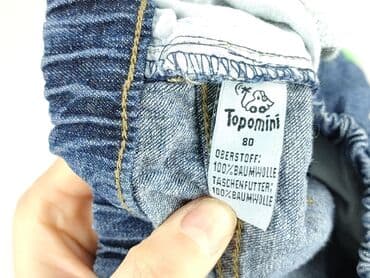 Topomini
80
OBERSTOFF:
100%BAUMWOLLE
TASCHENFUTTER:
100%BAUMWOLLE